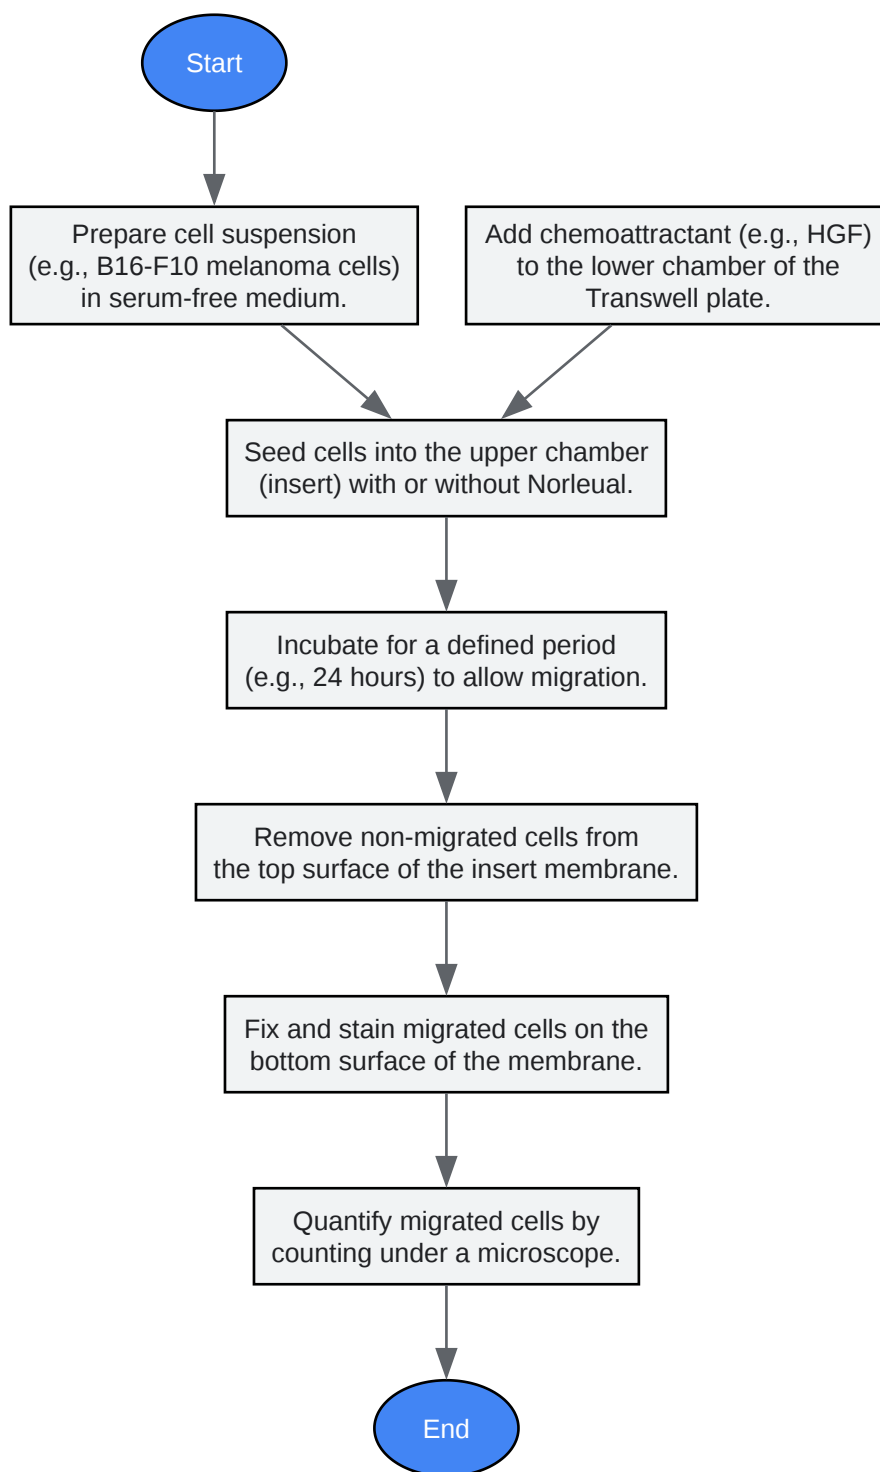 Start
Prepare cell suspension
(e.g., B16-F10 melanoma cells)
in serum-free medium.
Add chemoattractant (e.g., HGF)
to the lower chamber of the
Transwell plate.
Seed cells into the upper chamber
(insert) with or without Norleual.
Incubate for a defined period
(e.g., 24 hours) to allow migration.
Remove non-migrated cells from
the top surface of the insert membrane.
Fix and stain migrated cells on the
bottom surface of the membrane.
Quantify migrated cells by
counting under a microscope.
End